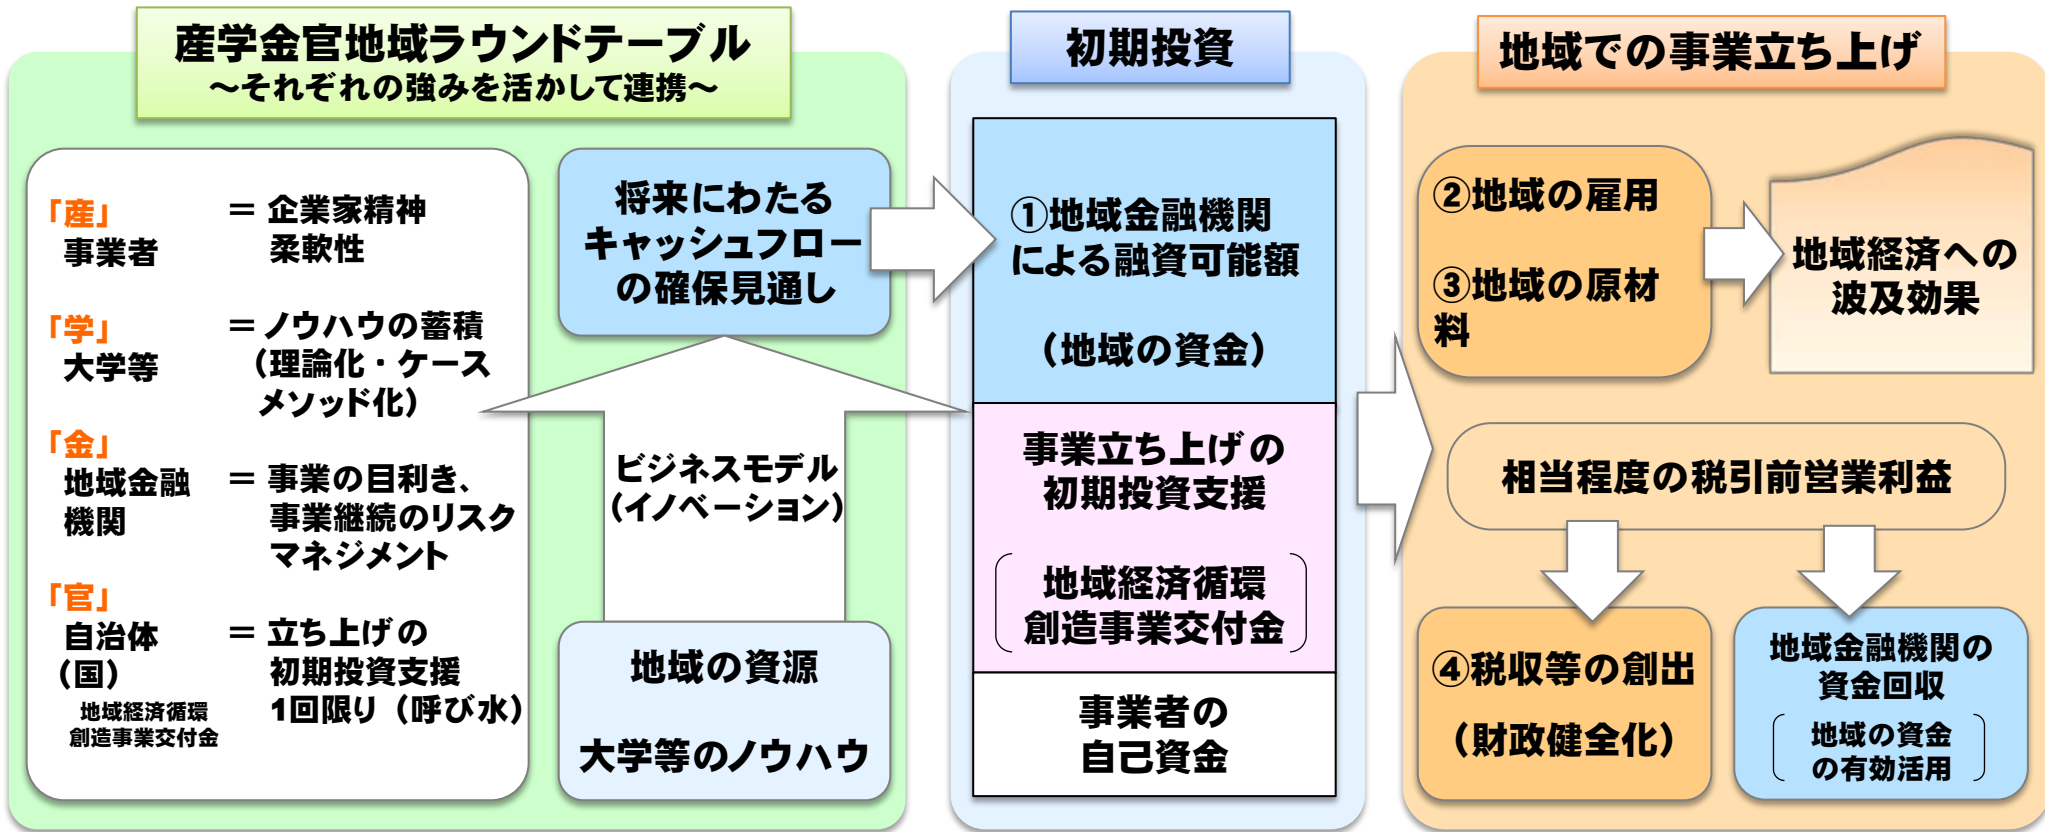 産学金官地域ラウンドテーブル
～それぞれの強みを活かして連携～
「産」
事業者
＝ 企業家精神
柔軟性
「学」
大学等
＝ノウハウの蓄積
（理論化・ケース
メソッド化）
「金」
地域金融
機関
＝ 事業の目利き、
事業継続のリスク
マネジメント
「官」
自治体
（国）
地域経済循環
創造事業交付金
＝ 立ち上げの
初期投資支援
1回限り（呼び水）
将来にわたる
キャッシュフロー
の確保見通し
ビジネスモデル
（イノベーション）
地域の資源
大学等のノウハウ
初期投資
①地域金融機関
による融資可能額
（地域の資金）
事業立ち上げの
初期投資支援
地域経済循環
創造事業交付金
事業者の
自己資金
地域での事業立ち上げ
②地域の雇用
③地域の原材
料
地域経済への
波及効果
相当程度の税引前営業利益
④税収等の創出
（財政健全化）
地域金融機関の
資金回収
地域の資金
の有効活用